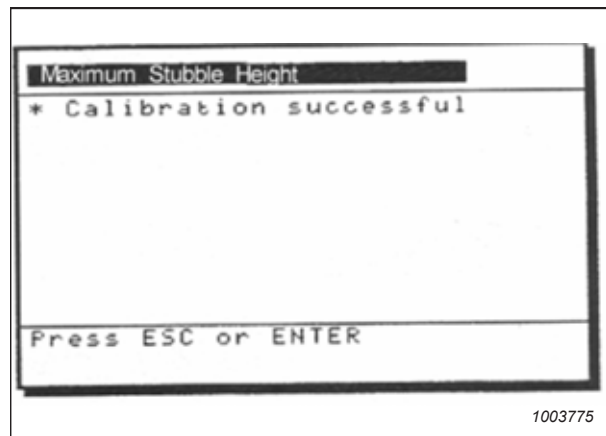 Maximum Stubble Height
* Calibration successful
Press ESC or ENTER
1003775